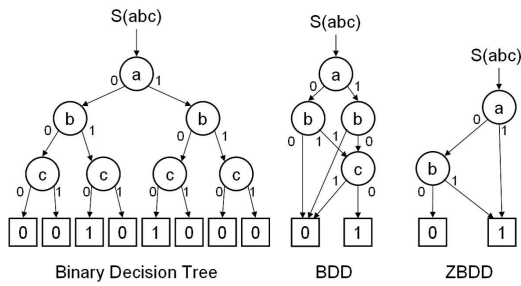 S(abc)
S(abc)
S(abc)
a
0 1
b b
0 1 0 1
c c c c
0 1 0 1 0 1 0 1
0 0 1 0 1 0 0 0
Binary Decision Tree
a
0 1
b b
0 1 1 0
c
1 0
0 1
BDD
a
0 1
b
0 1
0 1
ZBDD